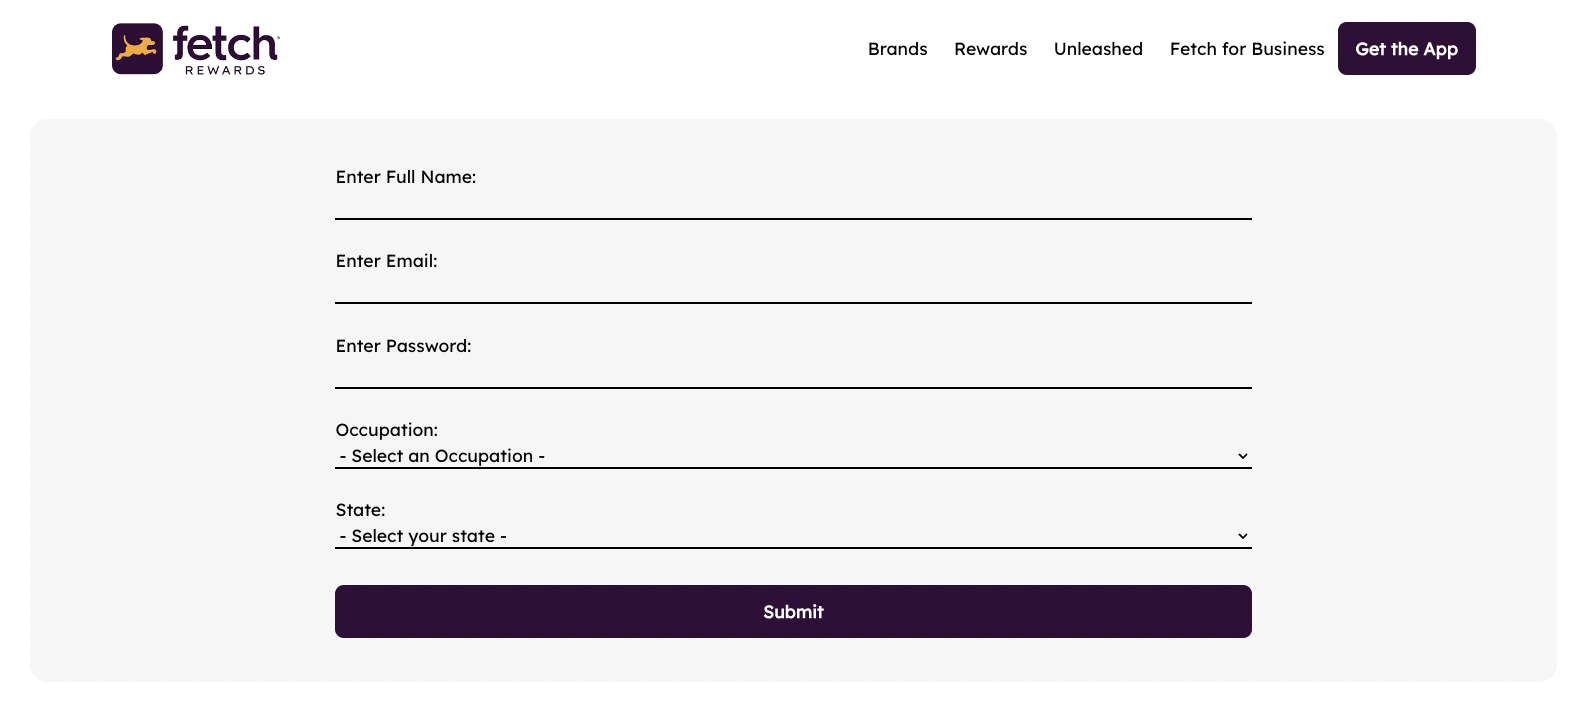 fetch
REWARDS
Brands Rewards Unleashed Fetch for Business Get the App
Enter Full Name:
Enter Email:
Enter Password:
Occupation:
- Select an Occupation -
State:
- Select your state -
Submit